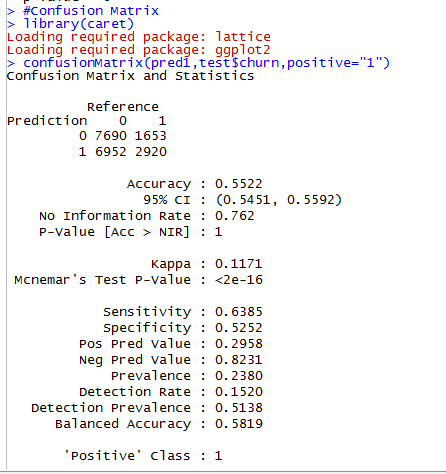 > #Confusion Matrix
> library(caret)
Loading required package: lattice
Loading required package: ggplot2
> confusionMatrix(pred1,test$churn,positive="1")
Confusion Matrix and Statistics
Reference
Prediction 0 1
0 7690 1653
1 6952 2920
Accuracy : 0.5522
95% CI : (0.5451, 0.5592)
No Information Rate : 0.762
P-Value [Acc > NIR] : 1
Kappa : 0.1171
Mcnemar's Test P-Value : <2e-16
Sensitivity : 0.6385
Specificity : 0.5252
Pos Pred Value : 0.2958
Neg Pred Value : 0.8231
Prevalence : 0.2380
Detection Rate : 0.1520
Detection Prevalence : 0.5138
Balanced Accuracy : 0.5819
'Positive' Class : 1